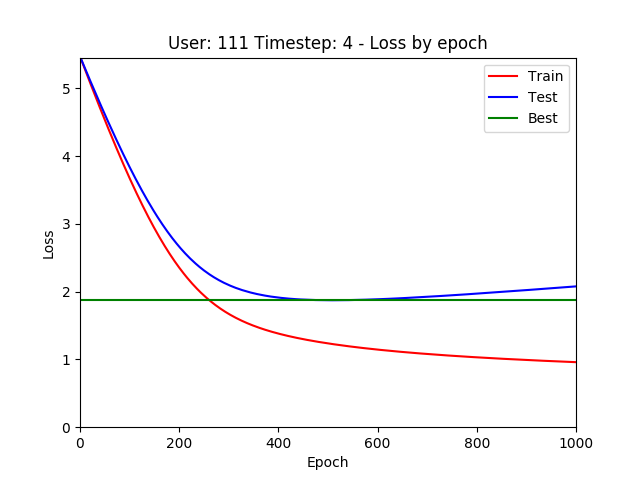 User: 111 Timestep: 4 - Loss by epoch
Train
Test
Best
Loss
5
4
3
2
1
0
0 200 400 600 800 1000
Epoch